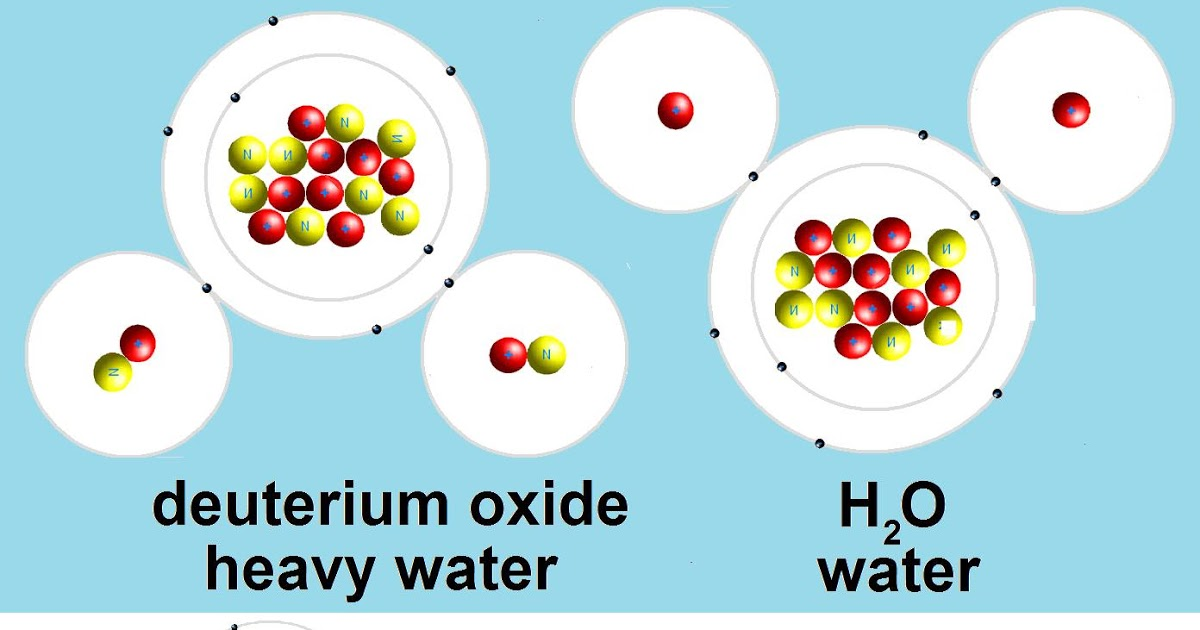 + N N
N N + +
+
N + + N
N
+ N +
+
N
+ N
deuterium oxide
heavy water
+
+
+ N +
N
N + + N
+
N N + +
+ N
H₂O
water